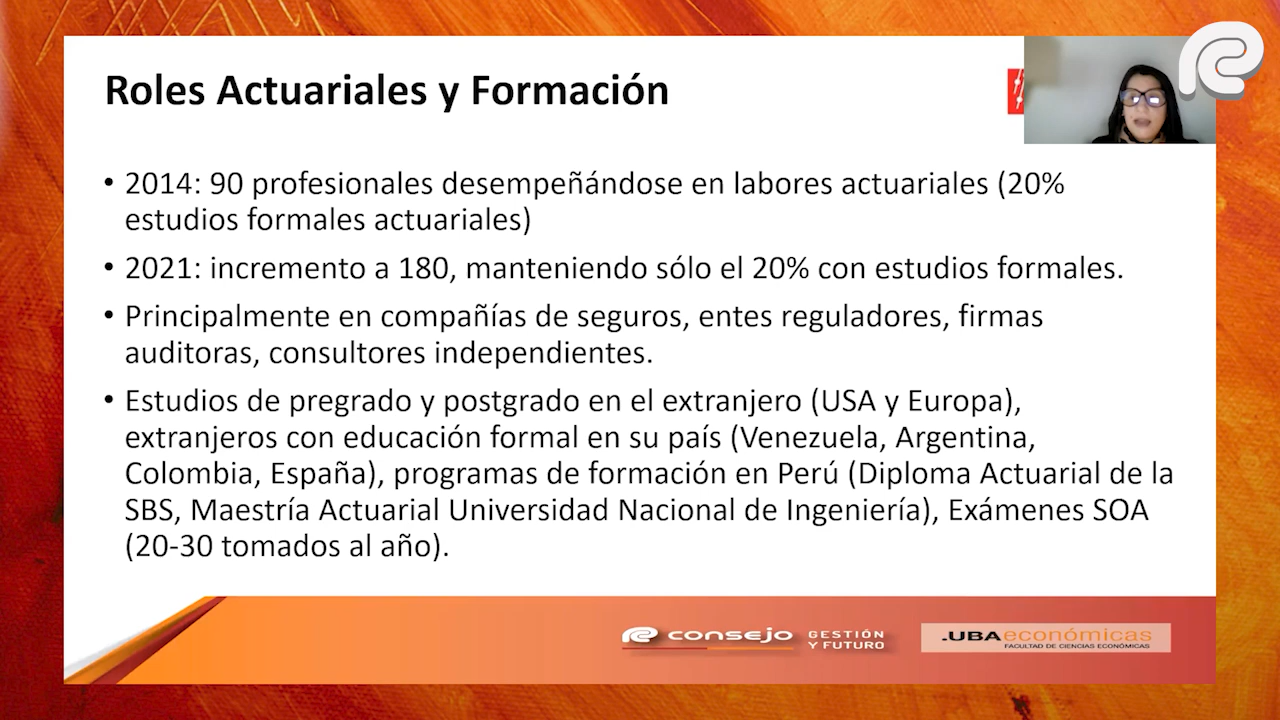 Roles Actuariales y Formación
• 2014: 90 profesionales desempeñándose en labores actuariales (20%
estudios formales actuariales)
• 2021: incremento a 180, manteniendo sólo el 20% con estudios formales.
• Principalmente en compañías de seguros, entes reguladores, firmas
auditoras, consultores independientes.
• Estudios de pregrado y postgrado en el extranjero (USA y Europa),
extranjeros con educación formal en su país (Venezuela, Argentina,
Colombia, España), programas de formación en Perú (Diploma Actuarial de la
SBS, Maestría Actuarial Universidad Nacional de Ingeniería), Exámenes SOA
(20-30 tomados al año).
consejo GESTIÓN
Y FUTURO
.UBAeconómicas
FACULTAD DE CIENCIAS ECONÓMICAS